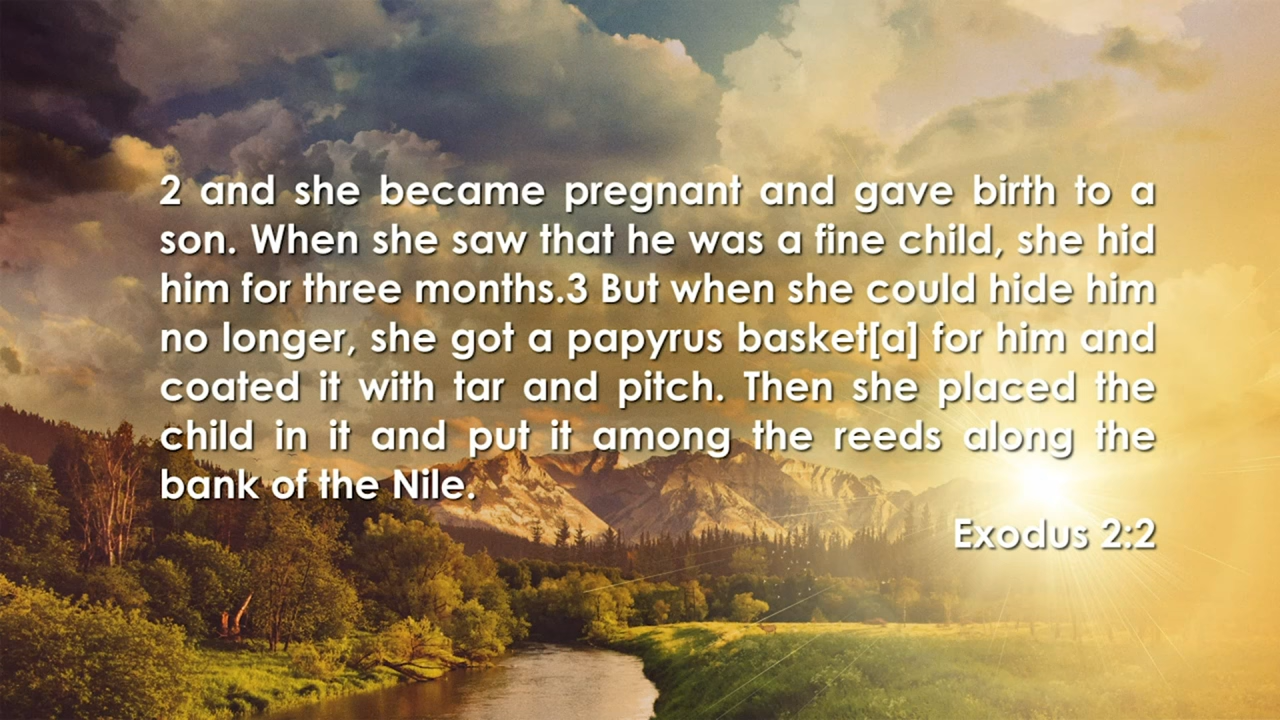 2 and she became pregnant and gave birth to a
son. When she saw that he was a fine child, she hid
him for three months.3 But when she could hide him
no longer, she got a papyrus basket[a] for him and
coated it with tar and pitch. Then she placed the
child in it and put it among the reeds along the
bank of the Nile.
Exodus 2:2